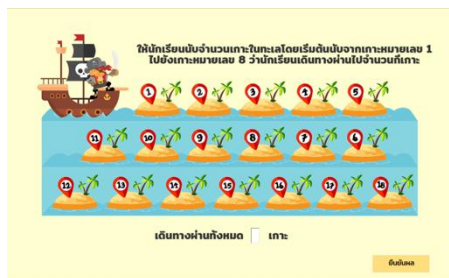 ให้นักเรียนนับจำนวนเกาะในทะเลโดยเริ่มต้นนับจากเกาะหมายเลข 1
ไปยังเกาะหมายเลข 8 ว่านักเรียนเดินทางผ่านไปจำนวนกี่เกาะ
1 2 3 4 5
11 10 9 8 7 6
12 13 14 15 16 17 18
เดินทางผ่านทั้งหมด เกาะ
ยืนยันผล